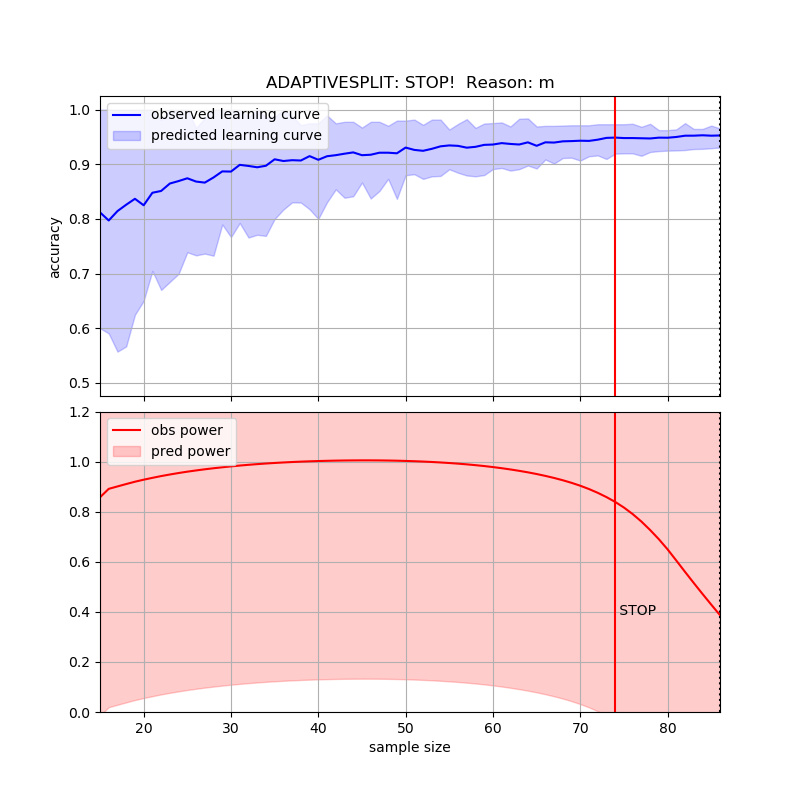 ADAPTIVESPLIT: STOP!  Reason: m
1.0
observed learning curve
predicted learning curve
0.9
0.8
0.7
0.6
0.5
accuracy
1.2
obs power
pred power
1.0
0.8
0.6
0.4
STOP
0.2
0.0
20 30 40 50 60 70 80
sample size